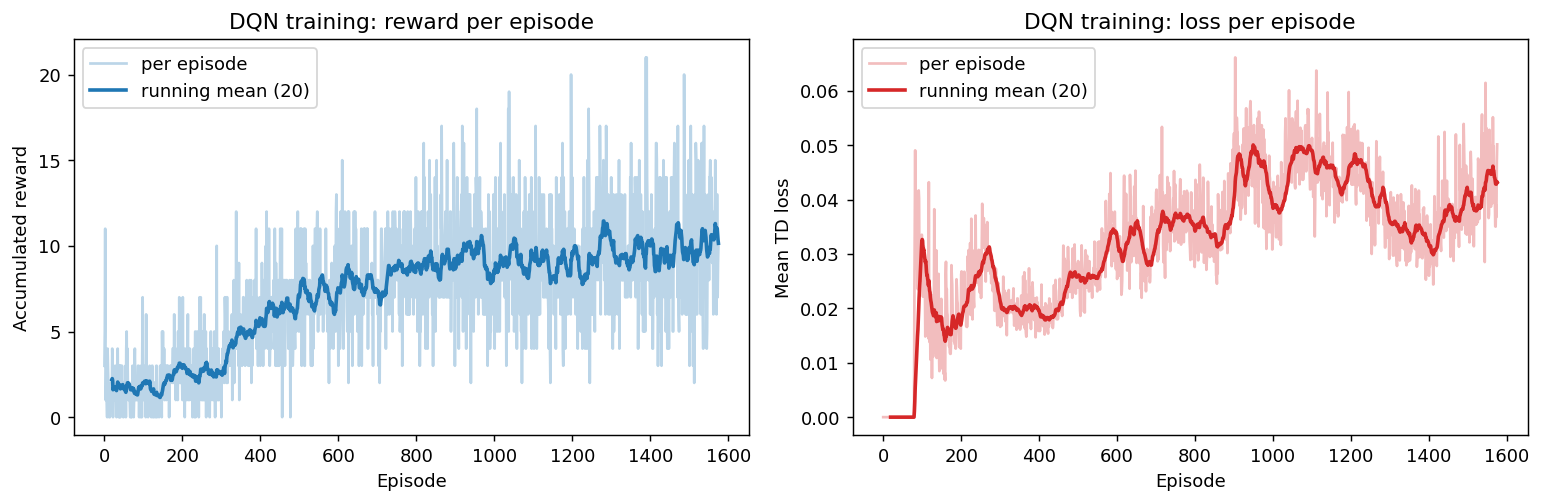 DQN training: reward per episode
per episode
running mean (20)
Accumulated reward
20
15
10
5
0
0 200 400 600 800 1000 1200 1400 1600
Episode
DQN training: loss per episode
per episode
running mean (20)
Mean TD loss
0.06
0.05
0.04
0.03
0.02
0.01
0.00
0 200 400 600 800 1000 1200 1400 1600
Episode